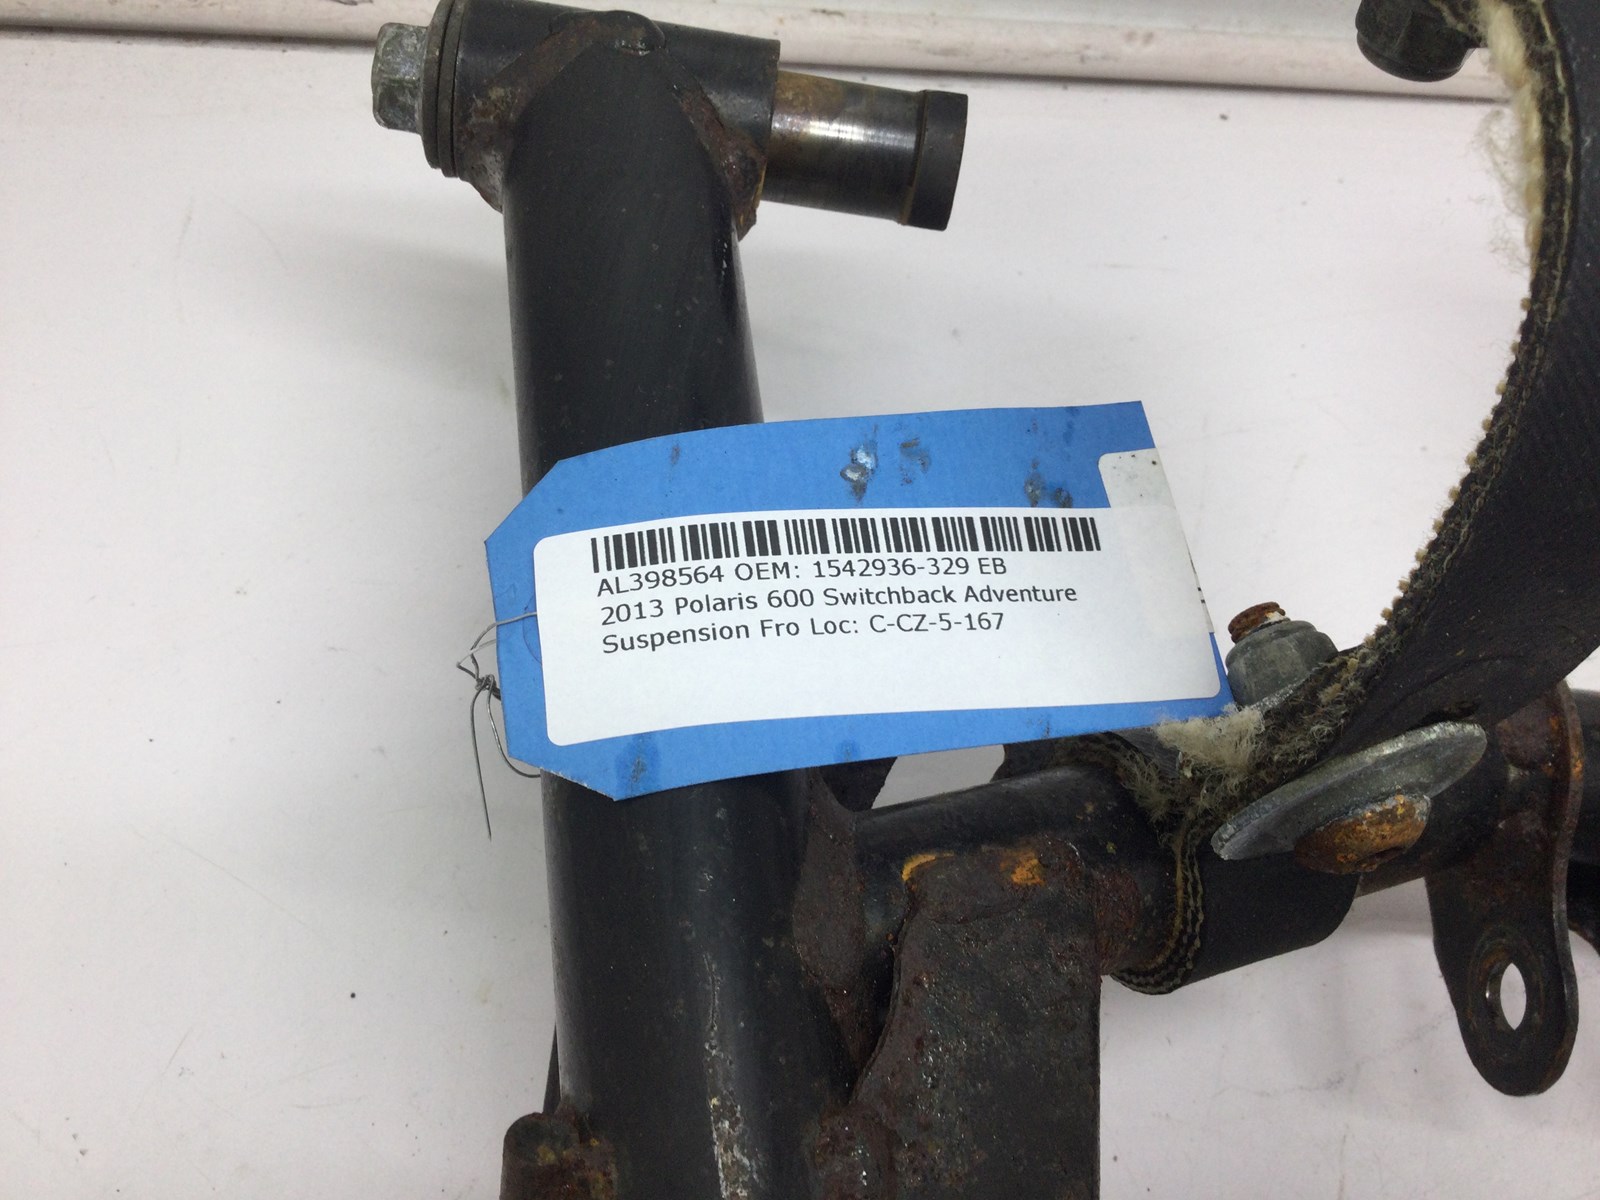 AL398564 OEM: 1542936-329 EB
2013 Polaris 600 Switchback Adventure
Suspension Fro Loc: C-CZ-5-167